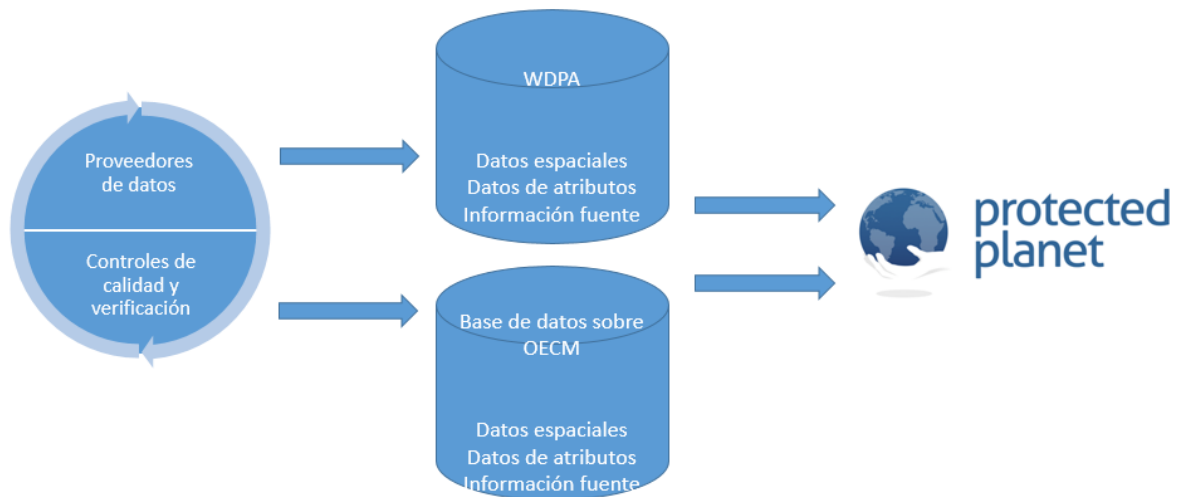 Proveedores
de datos
Controles de
calidad y
verificación
WDPA
Datos espaciales
Datos de atributos
Información fuente
Base de datos sobre
OECM
Datos espaciales
Datos de atributos
Información fuente
protected
planet